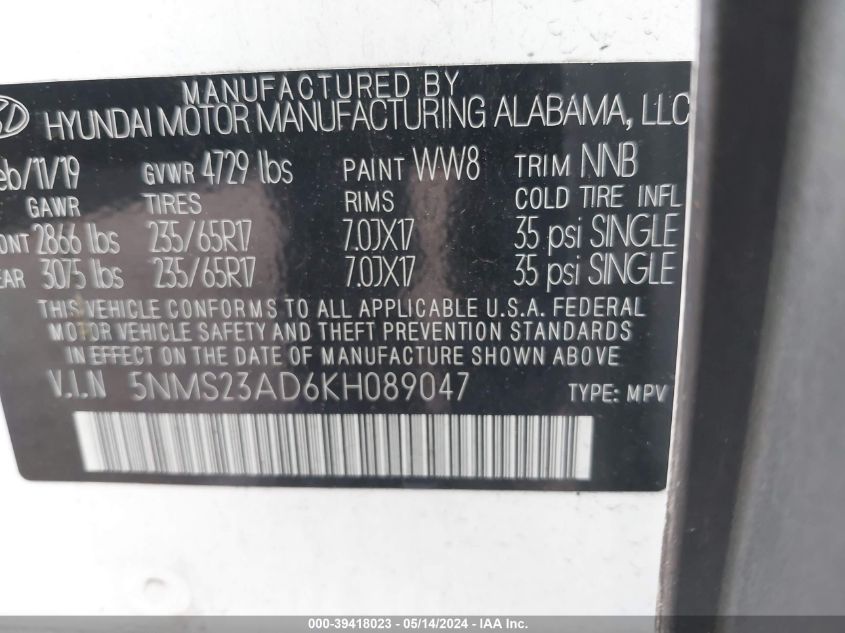 MANUFACTURED BY
HYUNDAI MOTOR MANUFACTURING ALABAMA, LLC
eb/11/19 GVWR 4729 lbs PAINT WW8 TRIM NNB
GAWR TIRES RIMS COLD TIRE INFL
ONT 2866 lbs 235/65R17 7.0JX17 35 psi SINGLE
EAR 3075 lbs 235/65R17 7.0JX17 35 psi SINGLE
THIS VEHICLE CONFORMS TO ALL APPLICABLE U.S.A. FEDERAL
MOTOR VEHICLE SAFETY AND THEFT PREVENTION STANDARDS
IN EFFECT ON THE DATE OF MANUFACTURE SHOWN ABOVE.
V.I.N 5NMS23AD6KH089047 TYPE: MPV
000-39418023 - 05/14/2024 - IAAI Inc.